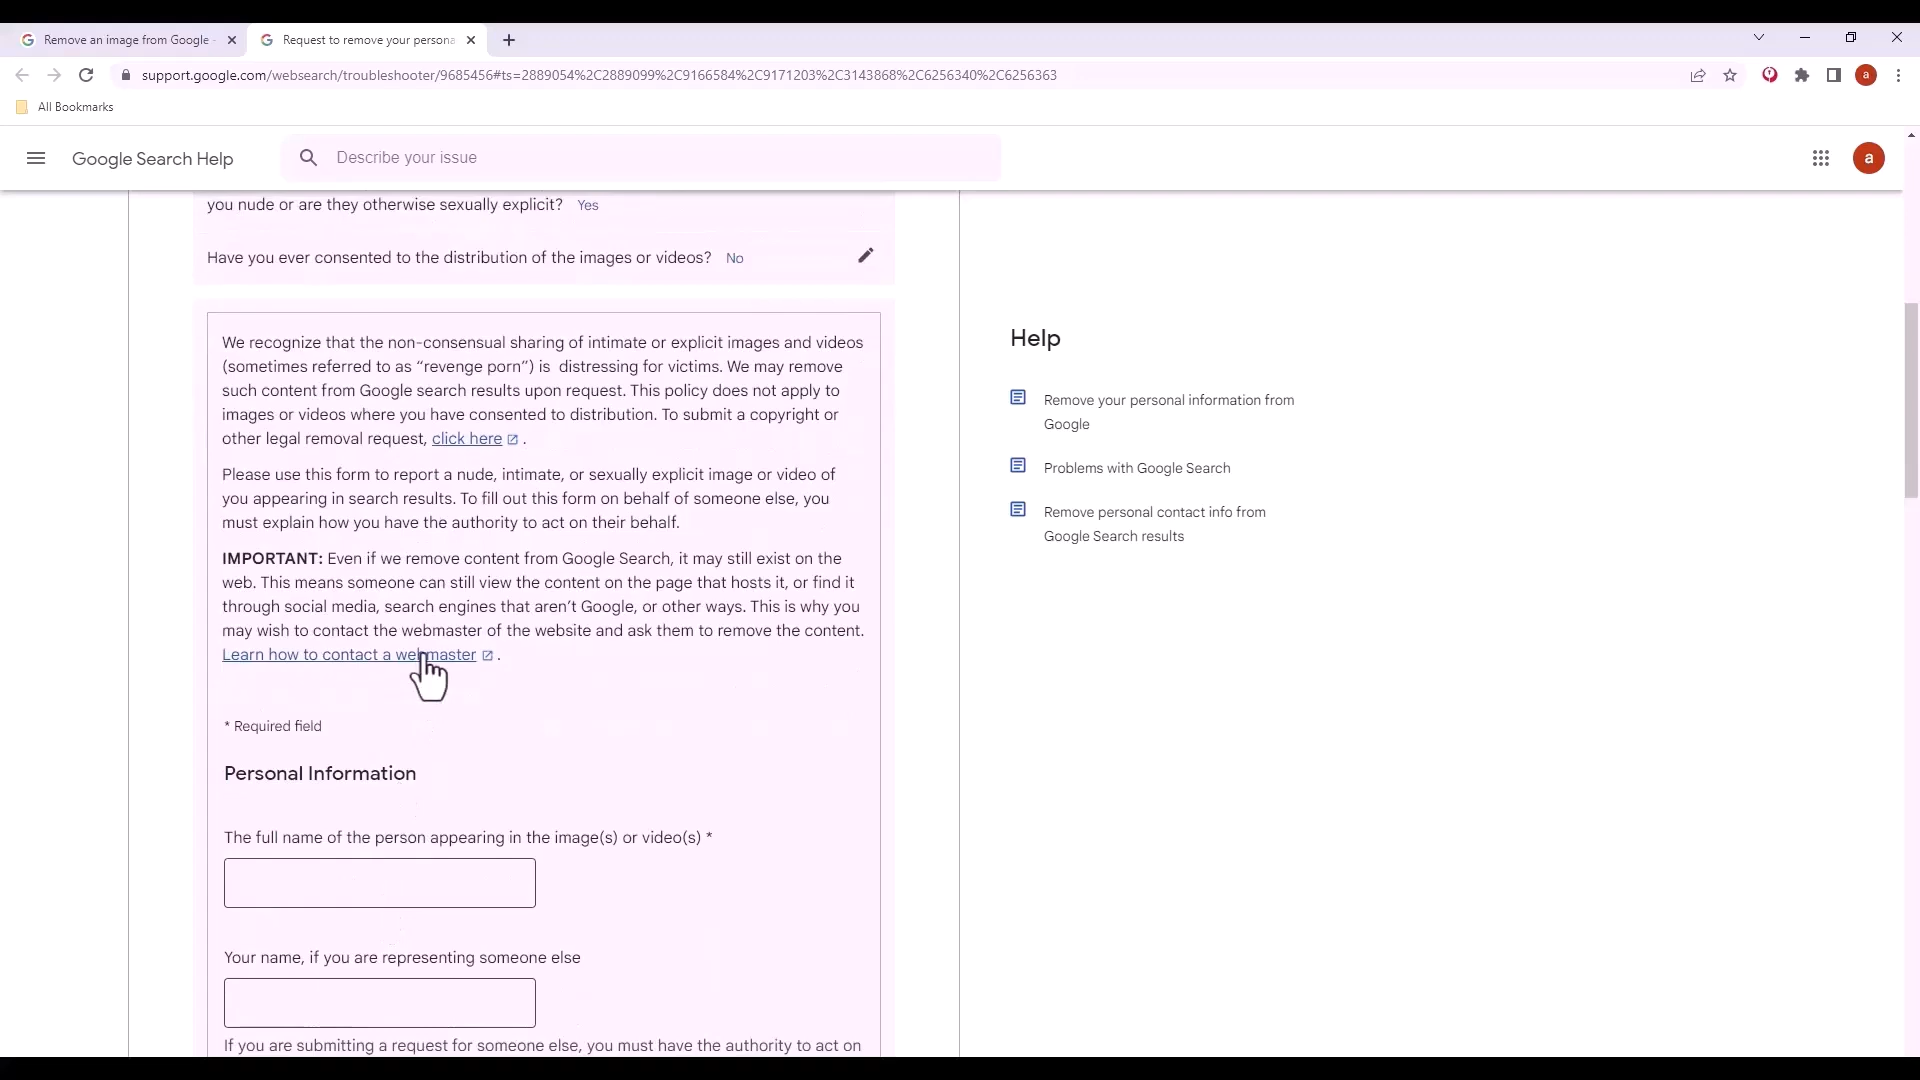 Remove an image from Google -
Request to remove your persona
support.google.com/websearch/troubleshooter/9685456#ts=2889054%2C2889099%2C9166584%2C9171203%2C3143868%2C6256340%2C6256363
a
All Bookmarks
Google Search Help
Describe your issue
a
you nude or are they otherwise sexually explicit? Yes
Have you ever consented to the distribution of the images or videos? No
We recognize that the non-consensual sharing of intimate or explicit images and videos
(sometimes referred to as “revenge porn”) is distressing for victims. We may remove
such content from Google search results upon request. This policy does not apply to
images or videos where you have consented to distribution. To submit a copyright or
other legal removal request, click here .
Please use this form to report a nude, intimate, or sexually explicit image or video of
you appearing in search results. To fill out this form on behalf of someone else, you
must explain how you have the authority to act on their behalf.
IMPORTANT: Even if we remove content from Google Search, it may still exist on the
web. This means someone can still view the content on the page that hosts it, or find it
through social media, search engines that aren’t Google, or other ways. This is why you
may wish to contact the webmaster of the website and ask them to remove the content.
Learn how to contact a webmaster .
* Required field
Personal Information
The full name of the person appearing in the image(s) or video(s) *
Your name, if you are representing someone else
If you are submitting a request for someone else, you must have the authority to act on
Help
Remove your personal information from
Google
Problems with Google Search
Remove personal contact info from
Google Search results